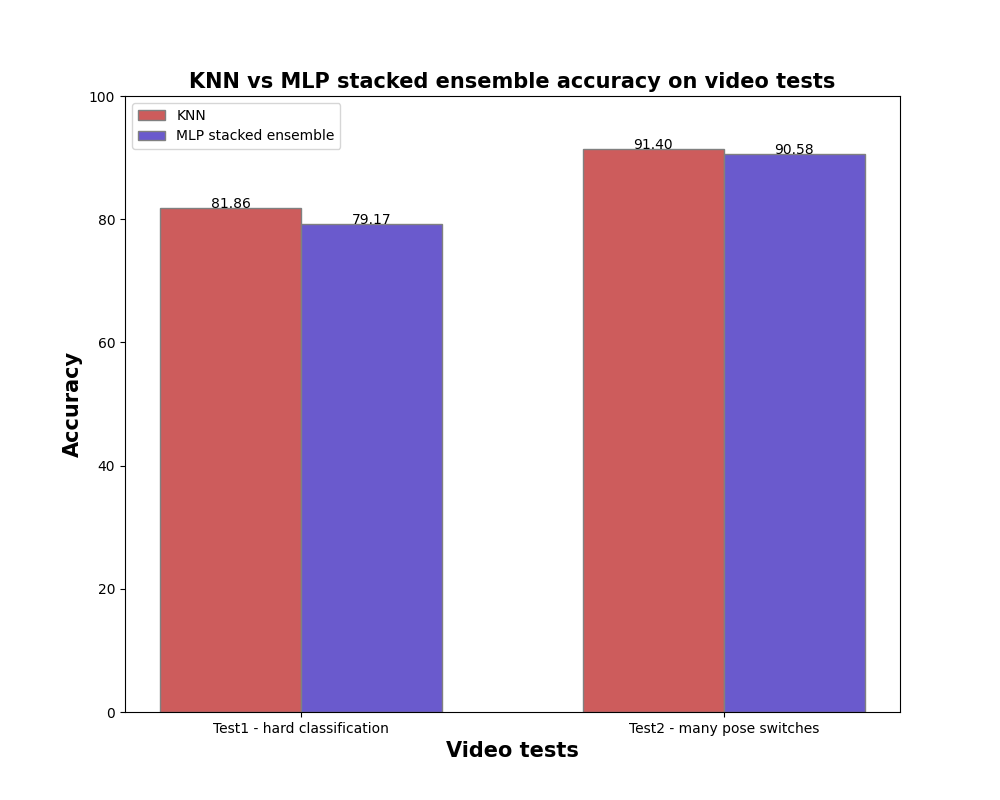 KNN vs MLP stacked ensemble accuracy on video tests
100
KNN
MLP stacked ensemble
91.40
90.58
81.86
79.17
80
60
Accuracy
40
20
0
Test1 - hard classification
Test2 - many pose switches
Video tests